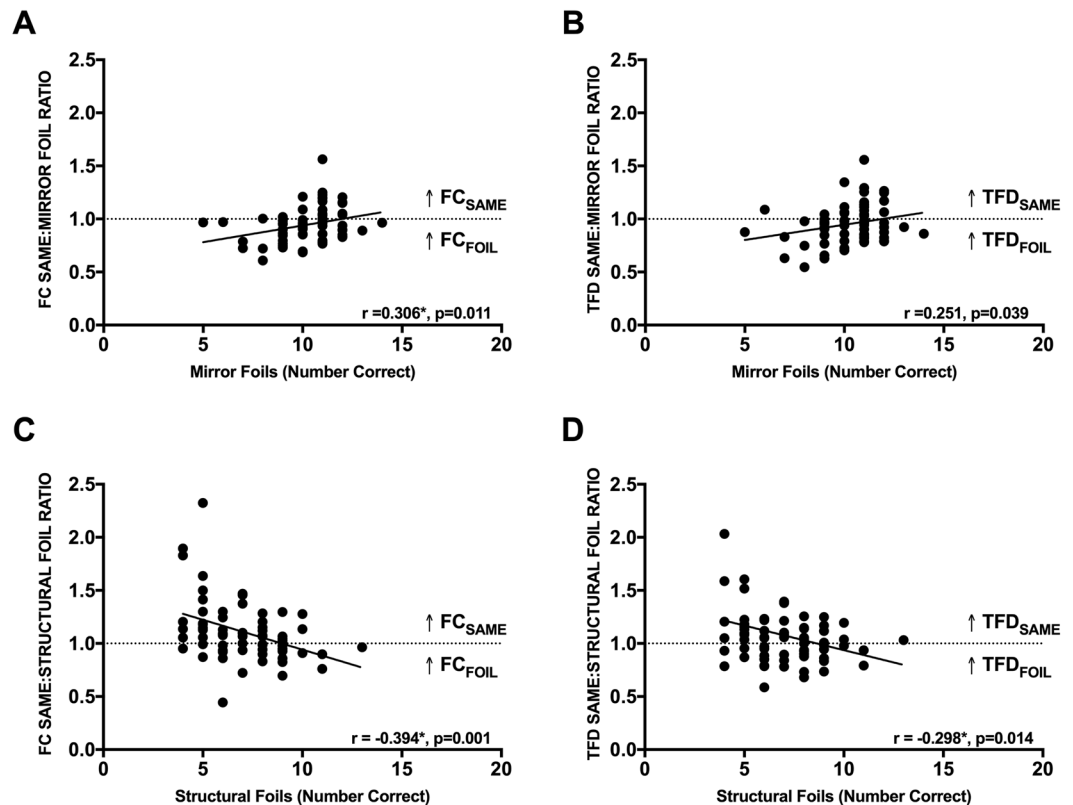 A
FC SAME:MIRROR FOIL RATIO
2.5
2.0
1.5
1.0
0.5
0.0
0 5 10 15 20
↑ FCSAME
↑ FCFOIL
r =0.306*, p=0.011
Mirror Foils (Number Correct)
B
TFD SAME:MIRROR FOIL RATIO
2.5
2.0
1.5
1.0
0.5
0.0
0 5 10 15 20
↑ TFDSAME
↑ TFDFOIL
r =0.251, p=0.039
Mirror Foils (Number Correct)
C
FC SAME:STRUCTURAL FOIL RATIO
2.5
2.0
1.5
1.0
0.5
0.0
0 5 10 15 20
↑ FCSAME
↑ FCFOIL
r = -0.394*, p=0.001
Structural Foils (Number Correct)
D
TFD SAME:STRUCTURAL FOIL RATIO
2.5
2.0
1.5
1.0
0.5
0.0
0 5 10 15 20
↑ TFDSAME
↑ TFDFOIL
r = -0.298*, p=0.014
Structural Foils (Number Correct)